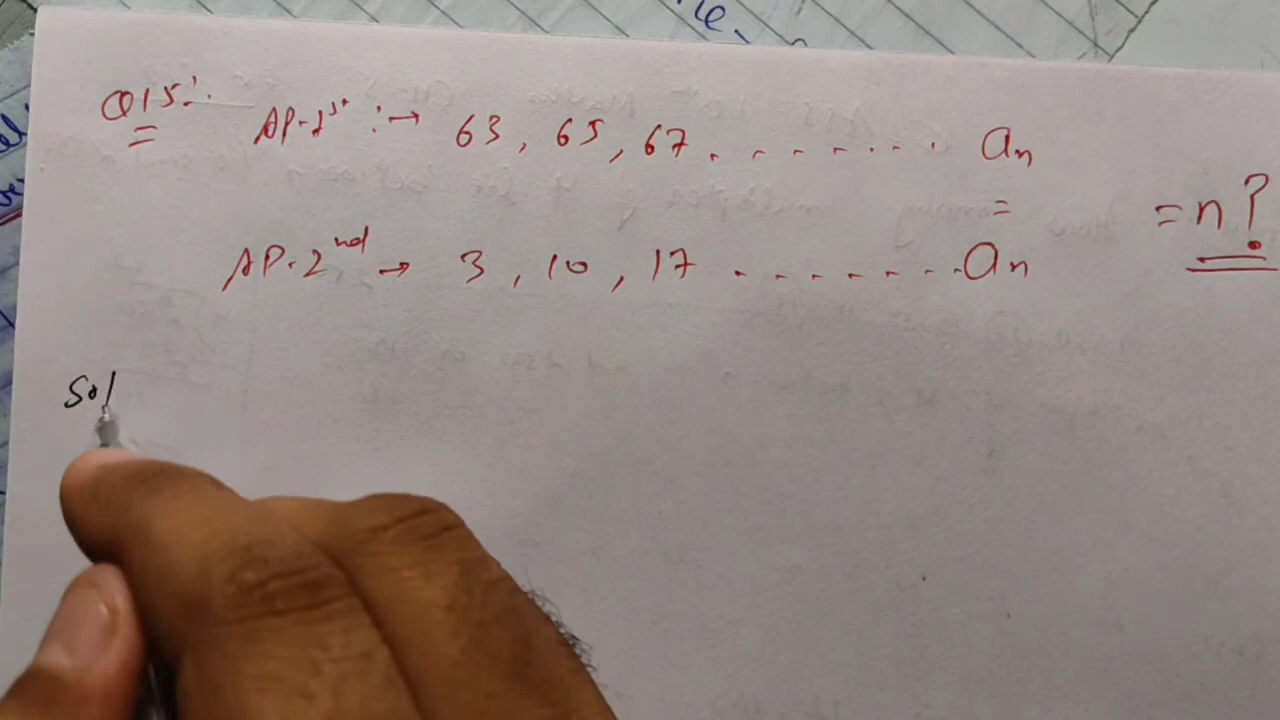 Q15:. AP-1st :→ 63, 65, 67. - - - - . . . . an
=
= n?
AP.2nd → 3, 10, 17 - - - - - - - . an
Sol